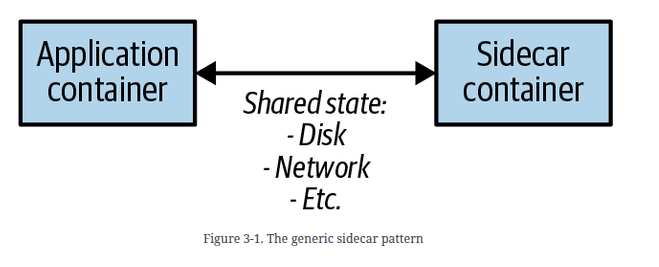 Application
container
Sidecar
container
Shared state:
- Disk
- Network
- Etc.
Figure 3-1. The generic sidecar pattern